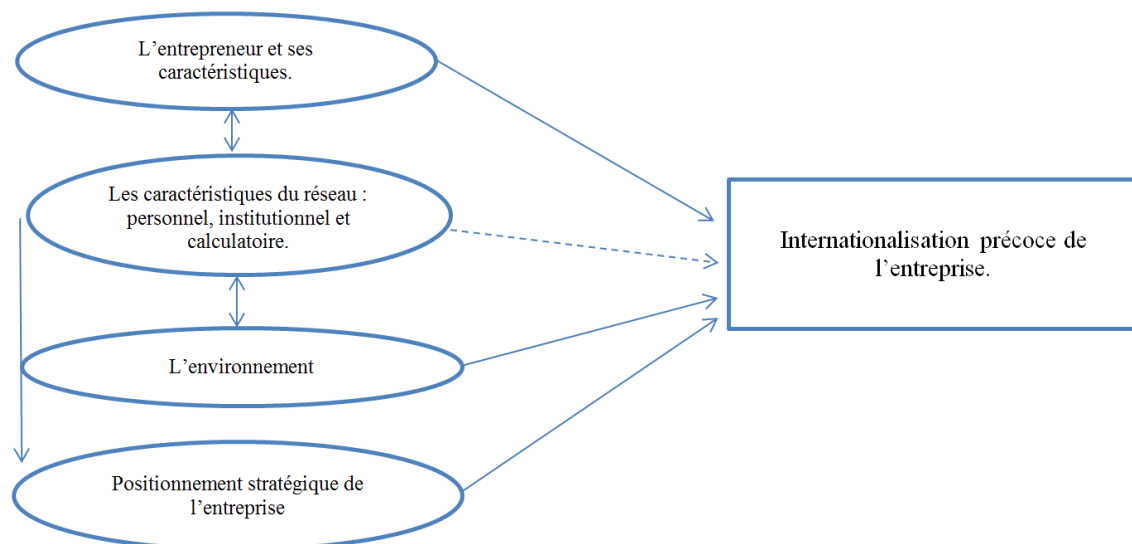 L'entrepreneur et ses
caractéristiques.
Les caractéristiques du réseau :
personnel, institutionnel et
calculatoire.
L'environnement
Positionnement stratégique de
l'entreprise
Internationalisation précoce de
l'entreprise.